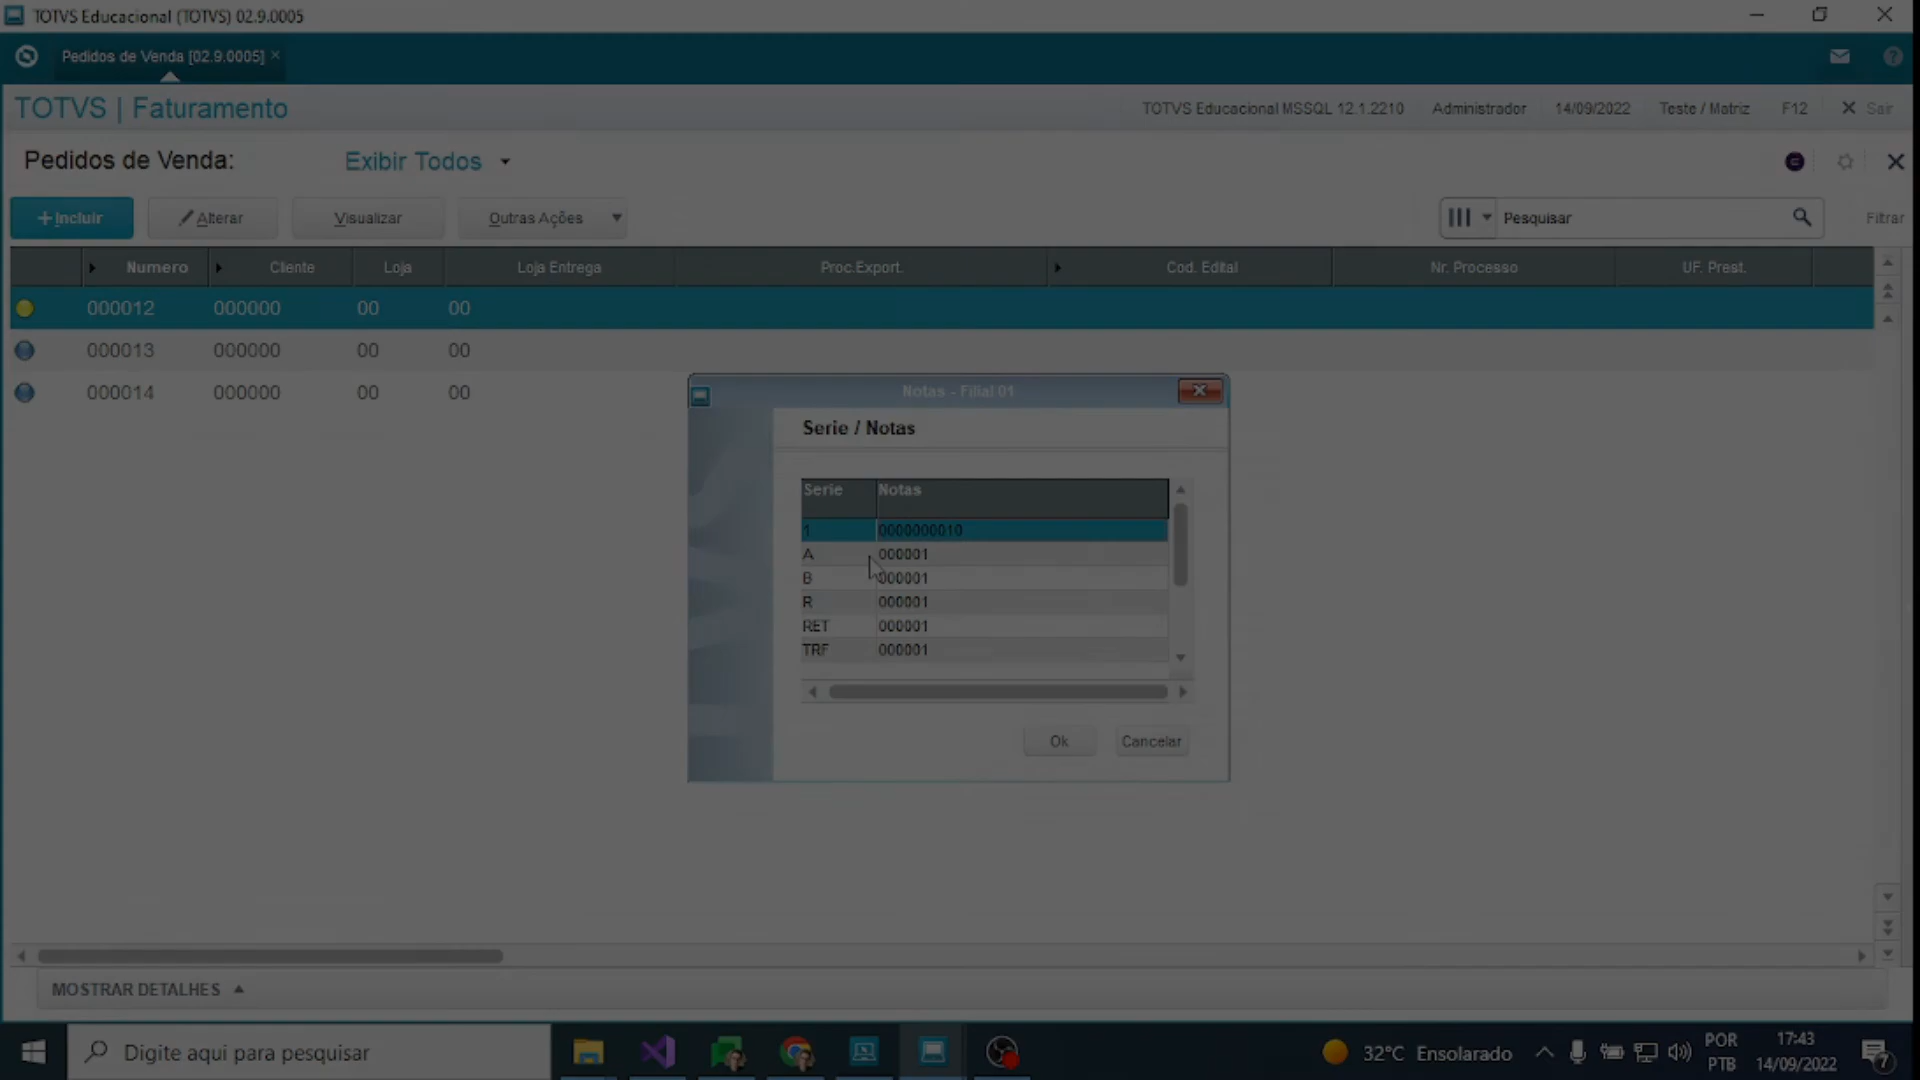 TOTVS Educacional (TOTVS) 02.9.0005
Pedidos de Venda [02.9.0005]
TOTVS | Faturamento
TOTVS Educacional MSSQL 12.1.2210 Administrador 14/09/2022 Teste / Matriz F12 Sair
Pedidos de Venda: Exibir Todos
+Incluir Alterar Visualizar Outras Ações Pesquisar Filtrar
Numero Cliente Loja Loja Entrega Proc.Export. Cod. Edital Nr. Processo UF. Prest.
000012 000000 00 00
000013 000000 00 00
000014 000000 00 00
Notas - Filial 01
Serie / Notas
Serie Notas
1 0000000010
A 000001
B 000001
R 000001
RET 000001
TRF 000001
Ok Cancelar
MOSTRAR DETALHES
Digite aqui para pesquisar
32°C Ensolarado
POR
PTB
17:43
14/09/2022
7